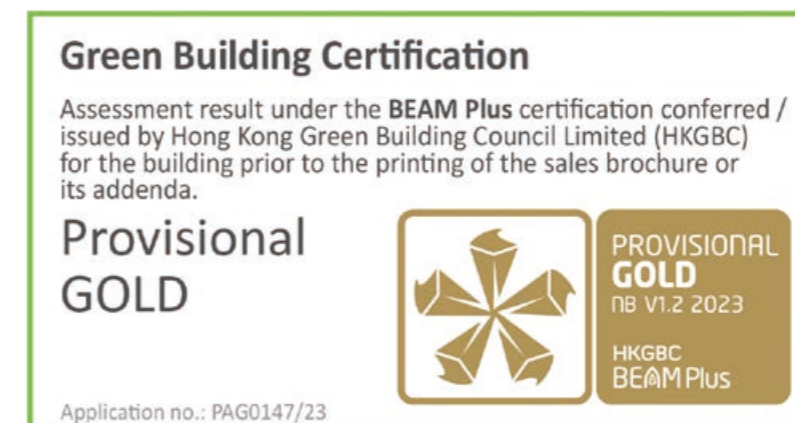 Green Building Certification
Assessment result under the BEAM Plus certification conferred /
issued by Hong Kong Green Building Council Limited (HKGBC)
for the building prior to the printing of the sales brochure or
its addenda.
Provisional
GOLD
PROVISIONAL
GOLD
NB V1.2 2023
HKGBC
BEAM Plus
Application no.: PAG0147/23